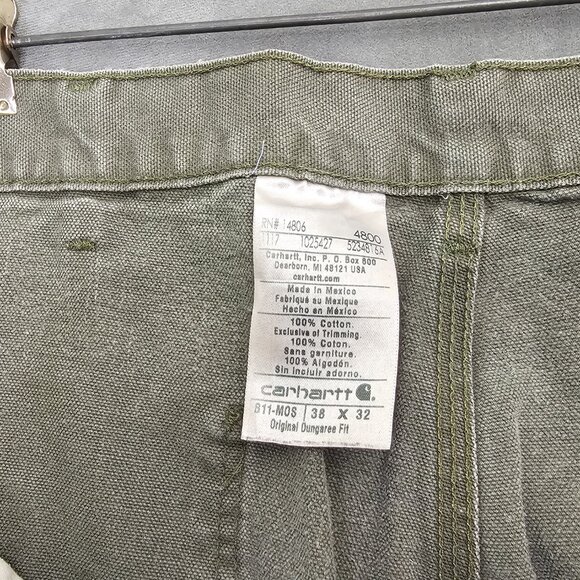 RN# 14806 4800
1117 1025427 5234816A
Carhartt, Inc. P. O. Box 600
Dearborn, MI 48121 USA
carhartt.com
Made in Mexico
Fabriqué au Mexique
Hecho en México
100% Cotton.
Exclusive of Trimming.
100% Coton.
Sans garniture.
100% Algodón.
Sin incluir adorno.
carhartt
B11-MOS 38 X 32
Original Dungaree Fit